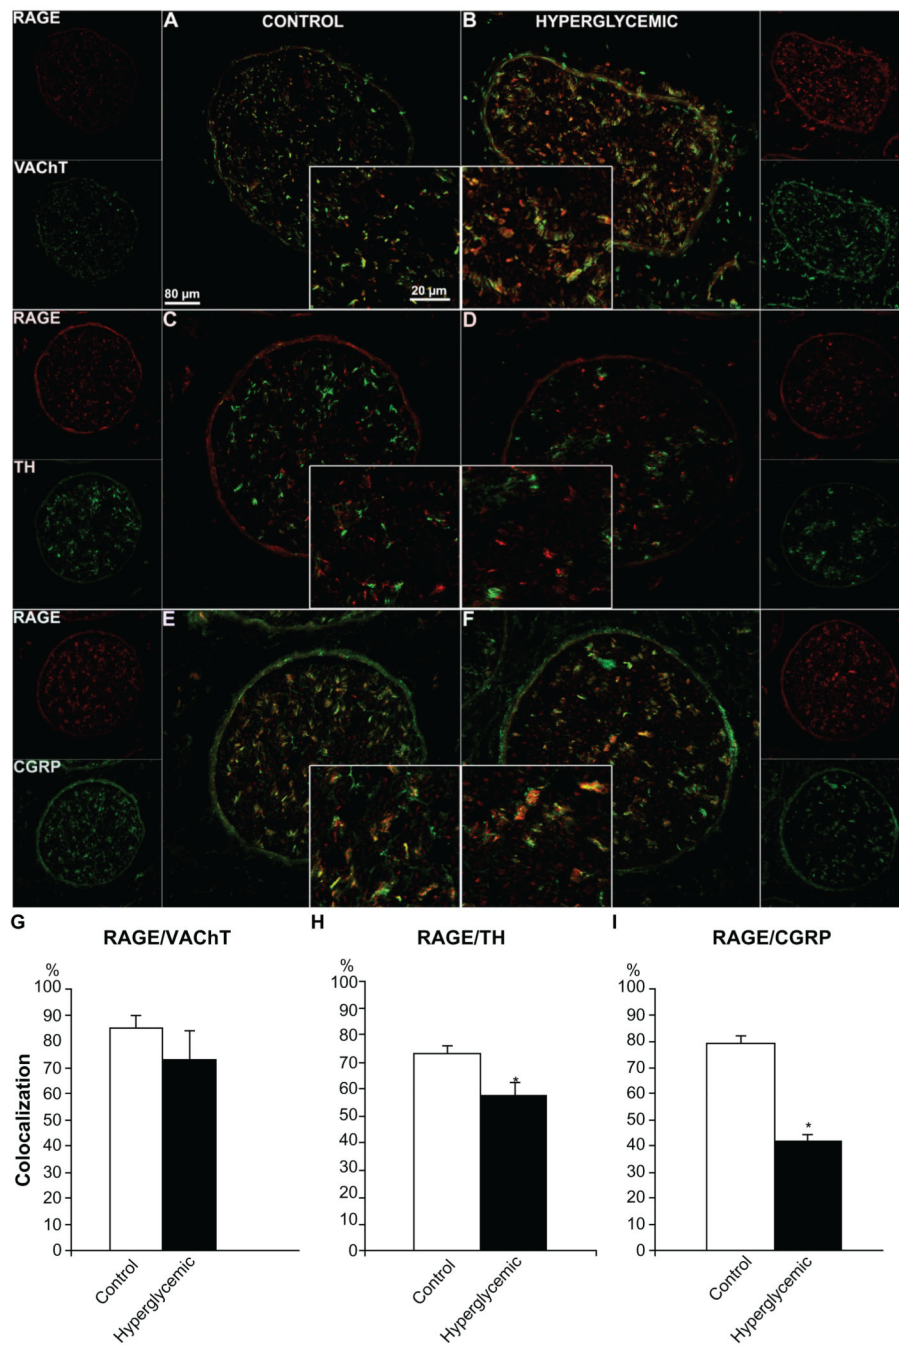 RAGE A CONTROL B HYPERGLYCEMIC
VAChT
80 µm 20 µm
RAGE C D
TH
RAGE E F
CGRP
G H I
RAGE/VAChT RAGE/TH RAGE/CGRP
% % %
100 100 100
90 90 90
80 80 80
70 70 70
60 60 60
50 50 50
40 40 40
30 30 30
20 20 20
10 10 10
0 0 0
Colocalization
* *
Control Hyperglycemic Control Hyperglycemic Control Hyperglycemic